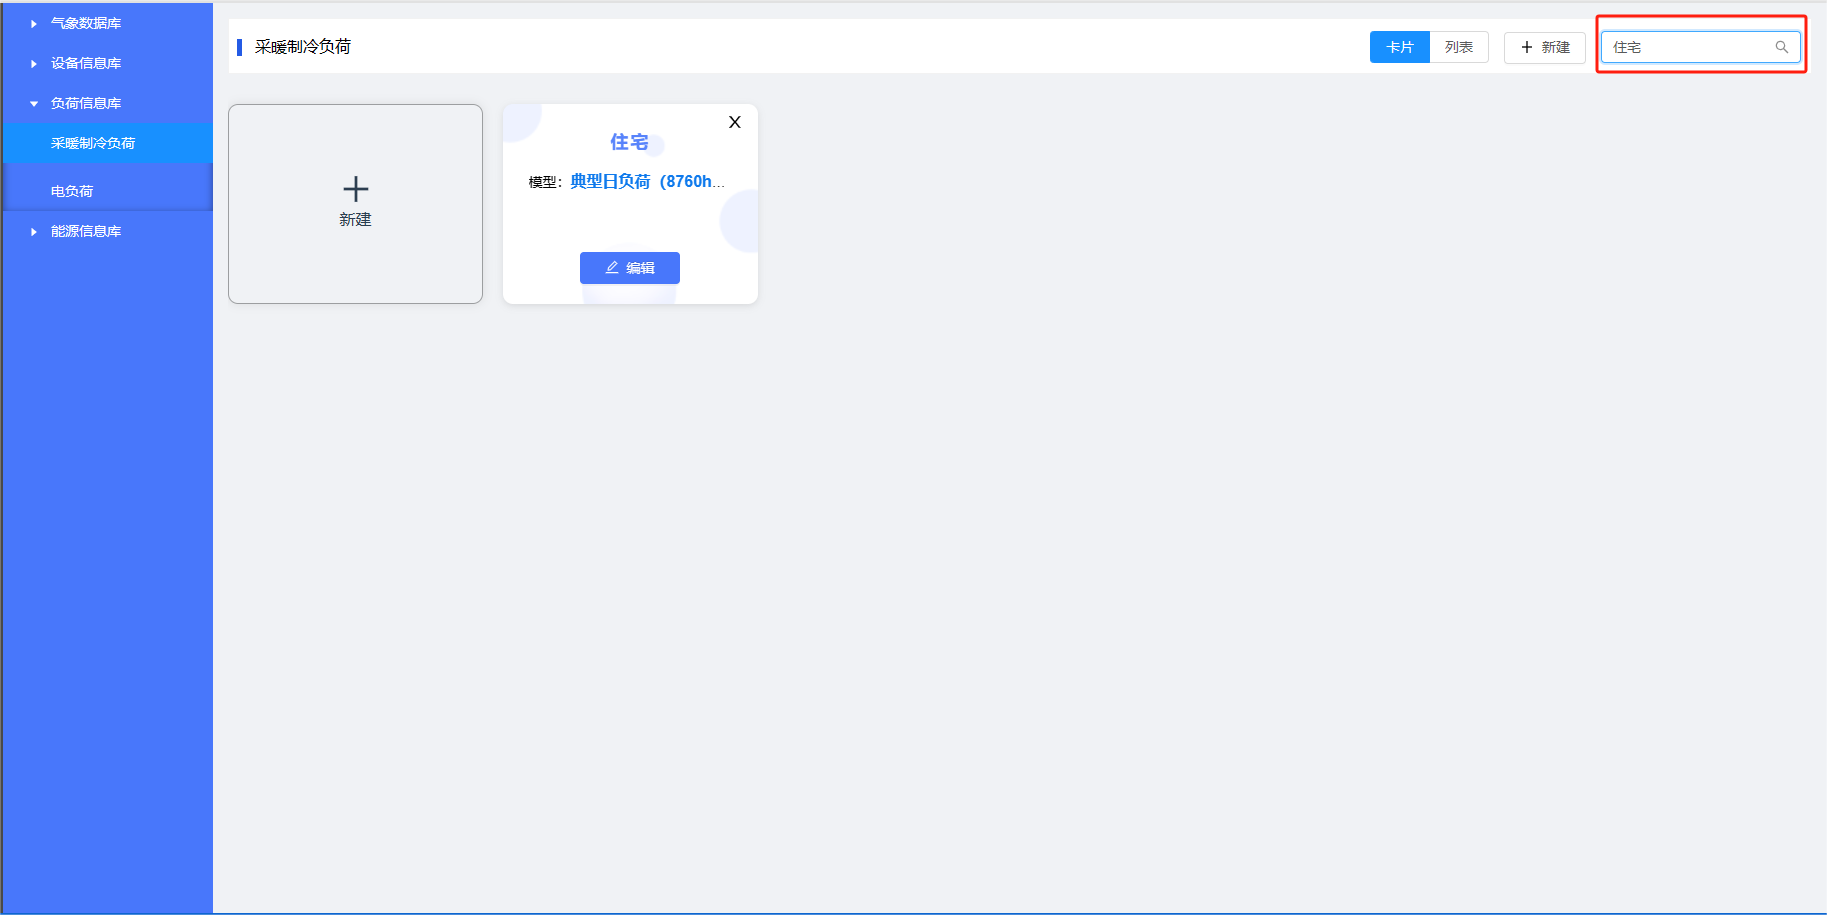 气象数据库
设备信息库
负荷信息库
采暖制冷负荷
电负荷
能源信息库
采暖制冷负荷
卡片 列表 新建 住宅
新建
X
住宅
模型：典型日负荷（8760h...
编辑